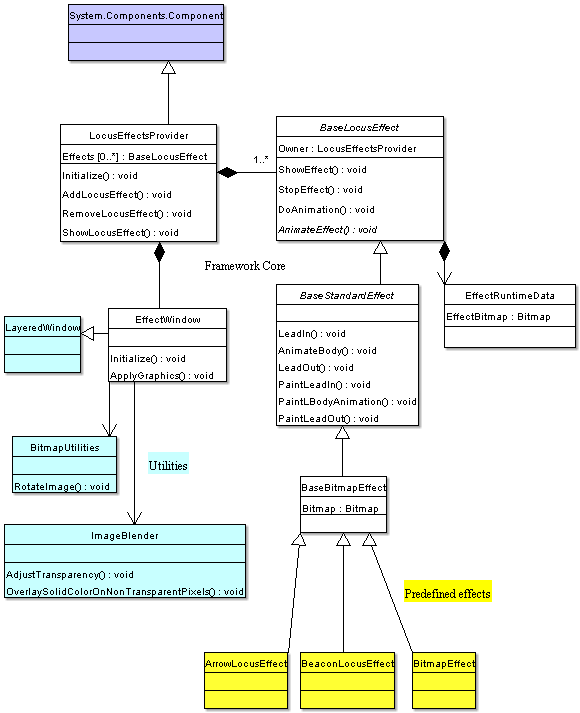 System.Components.Component
LocusEffectsProvider
Effects [0..*] : BaseLocusEffect
Initialize() : void
AddLocusEffect() : void
RemoveLocusEffect() : void
ShowLocusEffect() : void
1..*
BaseLocusEffect
Owner : LocusEffectsProvider
ShowEffect() : void
StopEffect() : void
DoAnimation() : void
AnimateEffect() : void
Framework Core
LayeredWindow
EffectWindow
Initialize() : void
ApplyGraphics() : void
BaseStandardEffect
LeadIn() : void
AnimateBody() : void
LeadOut() : void
PaintLeadIn() : void
PaintLBodyAnimation() : void
PaintLeadOut() : void
EffectRuntimeData
EffectBitmap : Bitmap
BitmapUtilities
RotateImage() : void
Utilities
BaseBitmapEffect
Bitmap : Bitmap
ImageBlender
AdjustTransparency() : void
OverlaySolidColorOnNonTransparentPixels() : void
Predefined effects
ArrowLocusEffect
BeaconLocusEffect
BitmapEffect